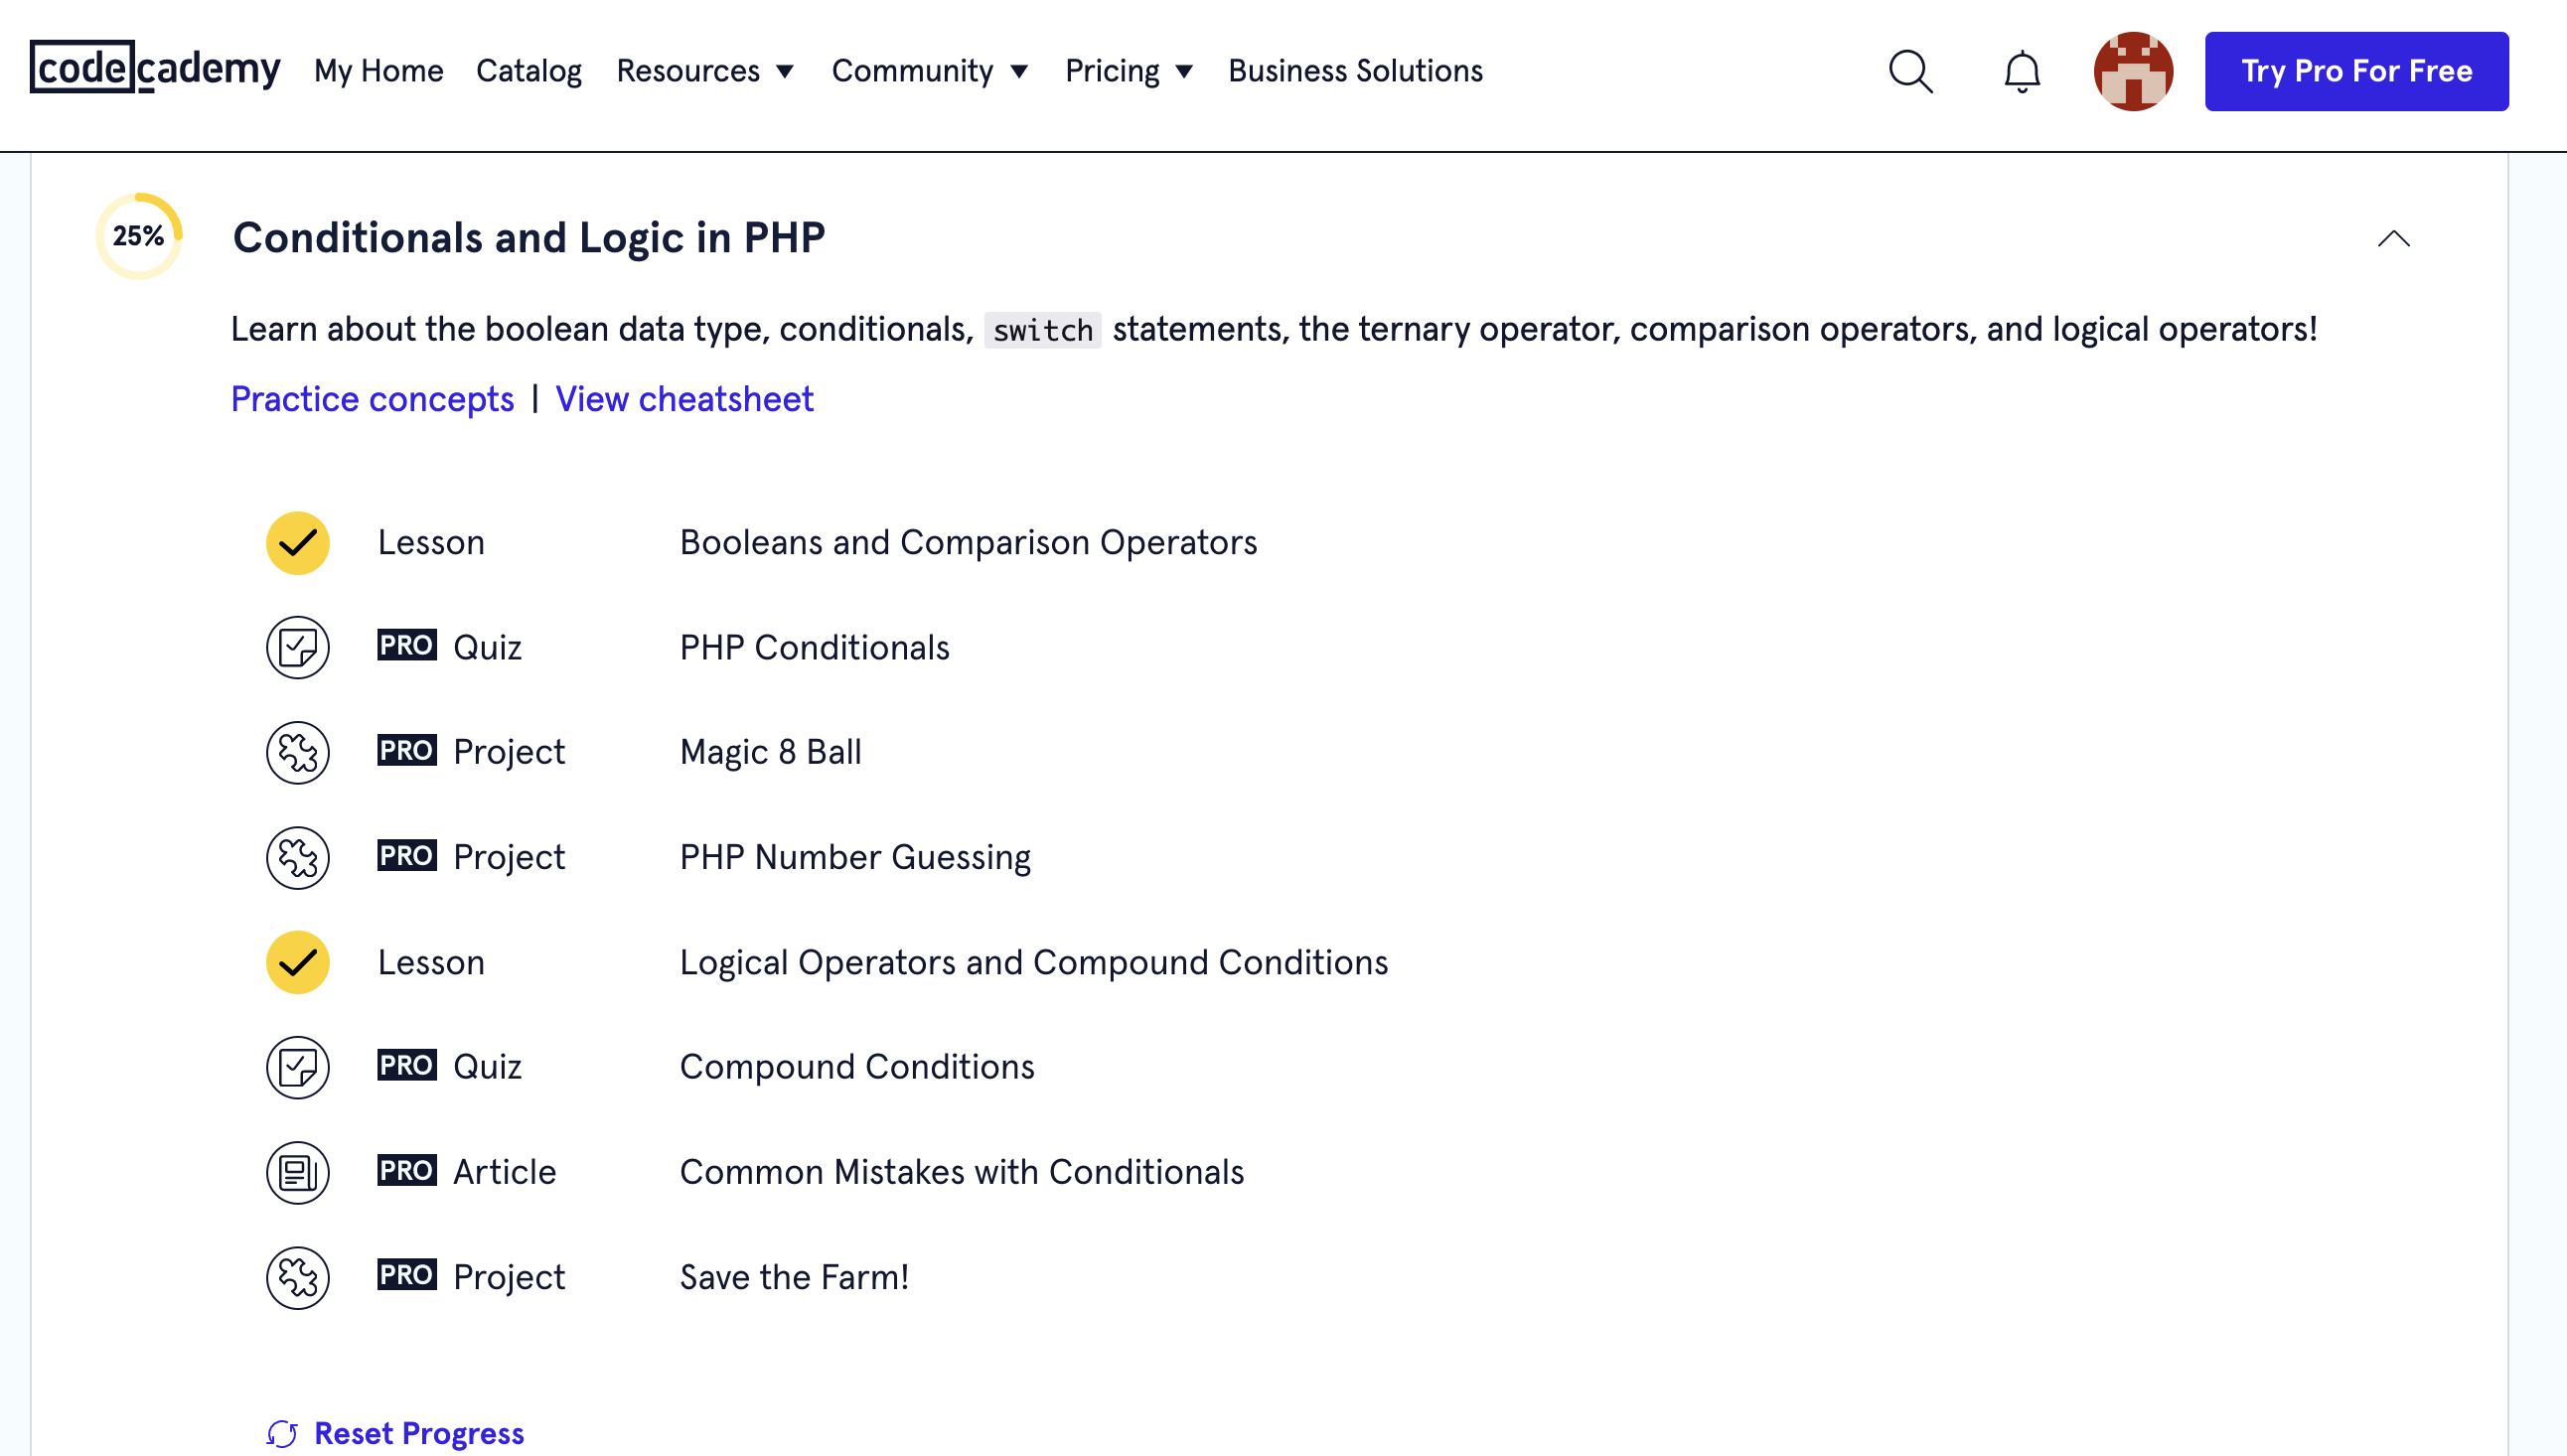 codecademy My Home Catalog Resources Community Pricing Business Solutions Try Pro For Free
25% Conditionals and Logic in PHP
Learn about the boolean data type, conditionals, switch statements, the ternary operator, comparison operators, and logical operators!
Practice concepts | View cheatsheet
Lesson Booleans and Comparison Operators
PRO Quiz PHP Conditionals
PRO Project Magic 8 Ball
PRO Project PHP Number Guessing
Lesson Logical Operators and Compound Conditions
PRO Quiz Compound Conditions
PRO Article Common Mistakes with Conditionals
PRO Project Save the Farm!
Reset Progress